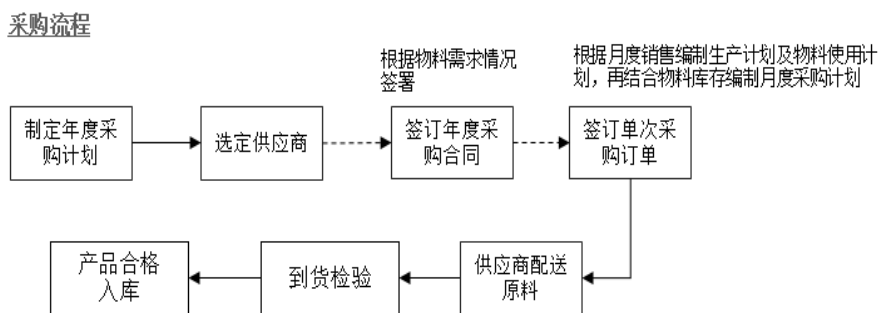 采购流程
根据物料需求情况
签署
根据月度销售编制生产计划及物料使用计
划，再结合物料库存编制月度采购计划
制定年度采
购计划
选定供应商
签订年度采
购合同
签订单次采
购订单
产品合格
入库
到货检验
供应商配送
原料